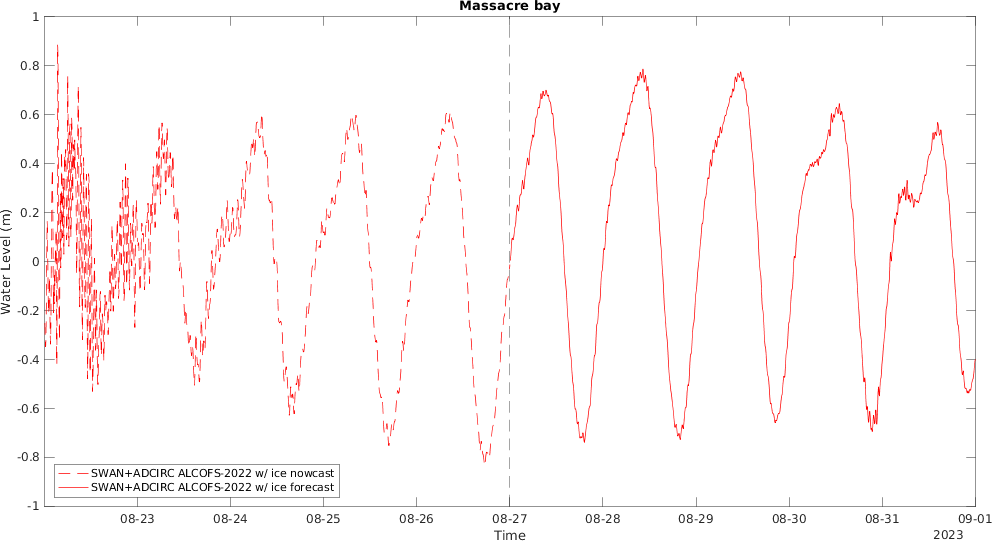 Massacre bay
1
0.8
0.6
0.4
0.2
0
-0.2
-0.4
-0.6
-0.8
-1
Water Level (m)
SWAN+ADCIRC ALCOFS-2022 w/ ice nowcast
SWAN+ADCIRC ALCOFS-2022 w/ ice forecast
08-23 08-24 08-25 08-26 08-27 08-28 08-29 08-30 08-31 09-01
Time
2023